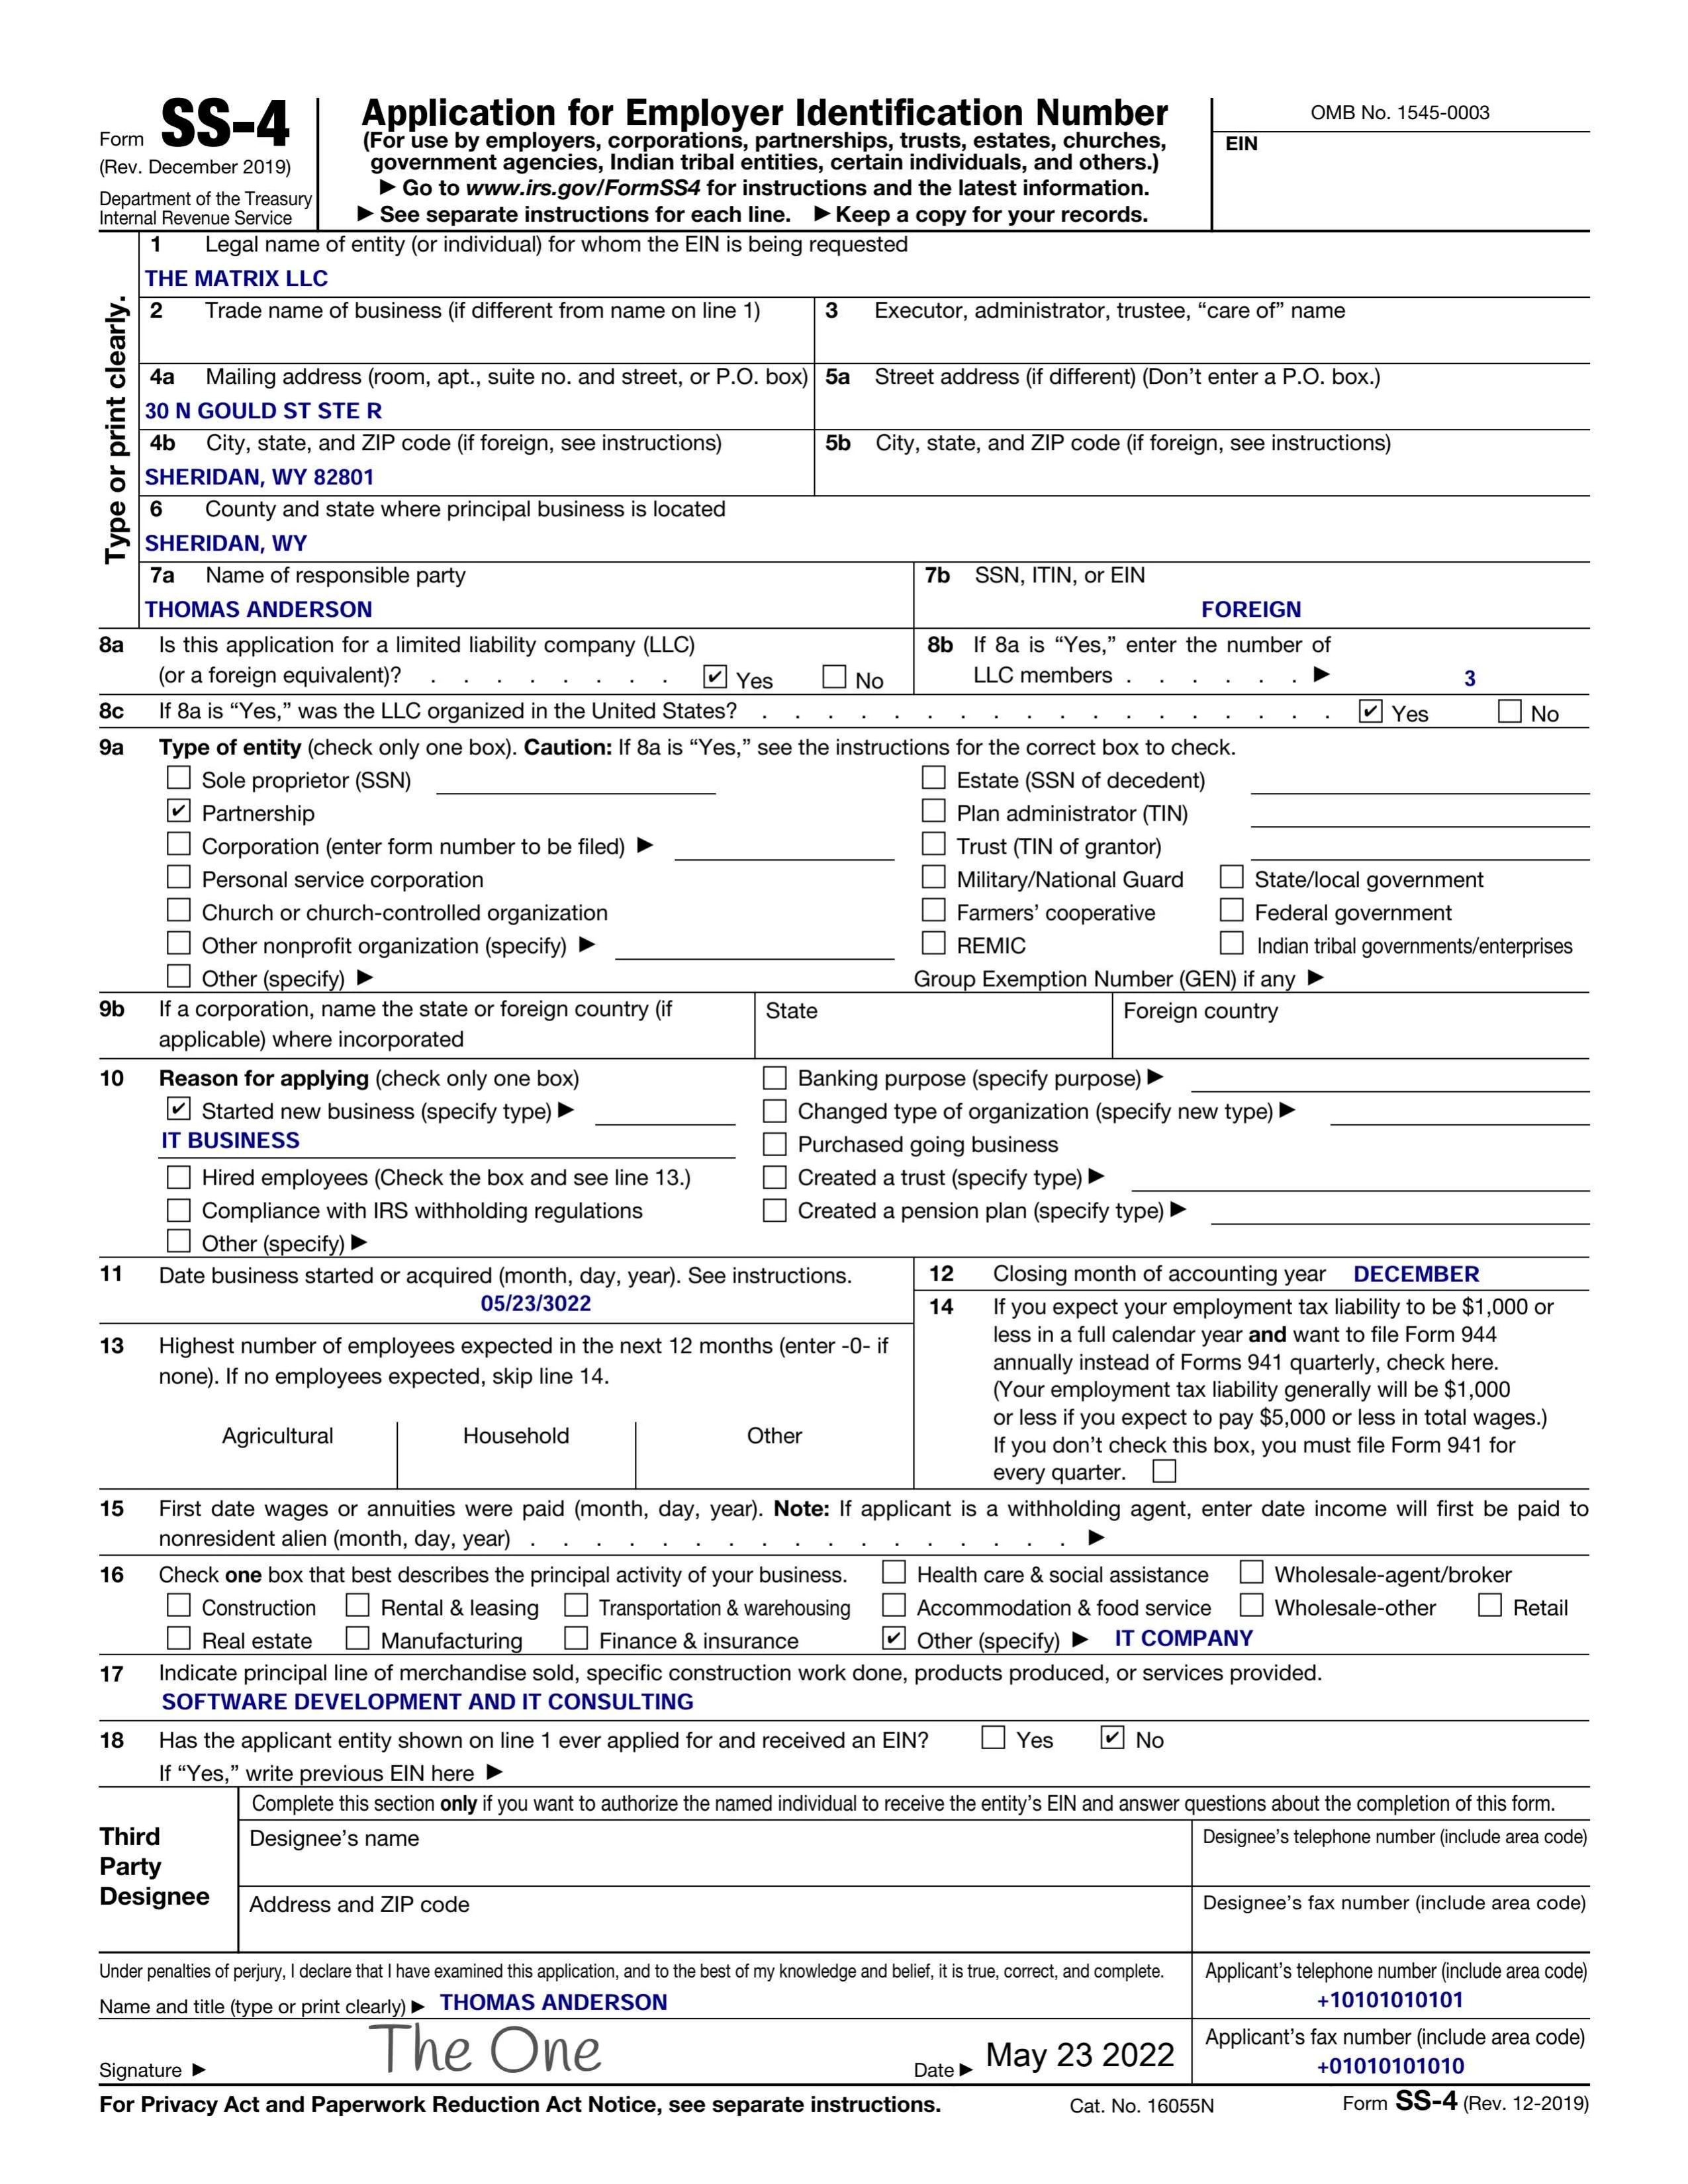 Form SS-4
(Rev. December 2019)
Department of the Treasury
Internal Revenue Service
Application for Employer Identification Number
(For use by employers, corporations, partnerships, trusts, estates, churches,
government agencies, Indian tribal entities, certain individuals, and others.)
▶ Go to www.irs.gov/FormSS4 for instructions and the latest information.
▶ See separate instructions for each line. ▶ Keep a copy for your records.
OMB No. 1545-0003
EIN
Type or print clearly.
1 Legal name of entity (or individual) for whom the EIN is being requested
THE MATRIX LLC
2 Trade name of business (if different from name on line 1)
3 Executor, administrator, trustee, “care of” name
4a Mailing address (room, apt., suite no. and street, or P.O. box)
30 N GOULD ST STE R
5a Street address (if different) (Don’t enter a P.O. box.)
4b City, state, and ZIP code (if foreign, see instructions)
SHERIDAN, WY 82801
5b City, state, and ZIP code (if foreign, see instructions)
6 County and state where principal business is located
SHERIDAN, WY
7a Name of responsible party
THOMAS ANDERSON
7b SSN, ITIN, or EIN
FOREIGN
8a Is this application for a limited liability company (LLC)
(or a foreign equivalent)? . . . . . . . . ✔ Yes No
8b If 8a is “Yes,” enter the number of
LLC members . . . . . . ▶ 3
8c If 8a is “Yes,” was the LLC organized in the United States? . . . . . . . . . . . . . . . . . . ✔ Yes No
9a Type of entity (check only one box). Caution: If 8a is “Yes,” see the instructions for the correct box to check.
Sole proprietor (SSN)
✔ Partnership
Corporation (enter form number to be filed) ▶
Personal service corporation
Church or church-controlled organization
Other nonprofit organization (specify) ▶
Other (specify) ▶
Estate (SSN of decedent)
Plan administrator (TIN)
Trust (TIN of grantor)
Military/National Guard State/local government
Farmers’ cooperative Federal government
REMIC Indian tribal governments/enterprises
Group Exemption Number (GEN) if any ▶
9b If a corporation, name the state or foreign country (if
applicable) where incorporated
State
Foreign country
10 Reason for applying (check only one box)
✔ Started new business (specify type) ▶
IT BUSINESS
Hired employees (Check the box and see line 13.)
Compliance with IRS withholding regulations
Other (specify) ▶
Banking purpose (specify purpose) ▶
Changed type of organization (specify new type) ▶
Purchased going business
Created a trust (specify type) ▶
Created a pension plan (specify type) ▶
11 Date business started or acquired (month, day, year). See instructions.
05/23/3022
12 Closing month of accounting year DECEMBER
13 Highest number of employees expected in the next 12 months (enter -0- if
none). If no employees expected, skip line 14.
Agricultural Household Other
14 If you expect your employment tax liability to be $1,000 or
less in a full calendar year and want to file Form 944
annually instead of Forms 941 quarterly, check here.
(Your employment tax liability generally will be $1,000
or less if you expect to pay $5,000 or less in total wages.)
If you don’t check this box, you must file Form 941 for
every quarter.
15 First date wages or annuities were paid (month, day, year). Note: If applicant is a withholding agent, enter date income will first be paid to
nonresident alien (month, day, year) . . . . . . . . . . . . . . . . . ▶
16 Check one box that best describes the principal activity of your business. Health care & social assistance Wholesale-agent/broker
Construction Rental & leasing Transportation & warehousing Accommodation & food service Wholesale-other Retail
Real estate Manufacturing Finance & insurance ✔ Other (specify) ▶ IT COMPANY
17 Indicate principal line of merchandise sold, specific construction work done, products produced, or services provided.
SOFTWARE DEVELOPMENT AND IT CONSULTING
18 Has the applicant entity shown on line 1 ever applied for and received an EIN? Yes ✔ No
If “Yes,” write previous EIN here ▶
Third
Party
Designee
Complete this section only if you want to authorize the named individual to receive the entity’s EIN and answer questions about the completion of this form.
Designee’s name
Designee’s telephone number (include area code)
Address and ZIP code
Designee’s fax number (include area code)
Under penalties of perjury, I declare that I have examined this application, and to the best of my knowledge and belief, it is true, correct, and complete.
Name and title (type or print clearly) ▶ THOMAS ANDERSON
Applicant’s telephone number (include area code)
+10101010101
Signature ▶ The One
Date ▶ May 23 2022
Applicant’s fax number (include area code)
+01010101010
For Privacy Act and Paperwork Reduction Act Notice, see separate instructions. Cat. No. 16055N Form SS-4 (Rev. 12-2019)